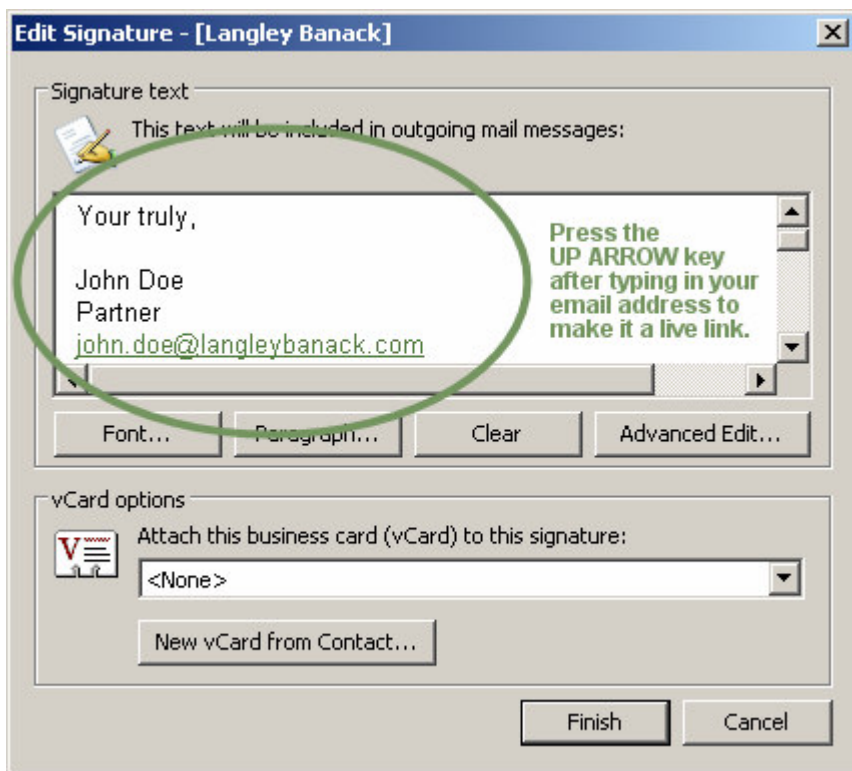 Edit Signature - [Langley Banack]
Signature text
This text will be included in outgoing mail messages:
Your truly,
John Doe
Partner
john.doe@langleybanack.com
Press the
UP ARROW key
after typing in your
email address to
make it a live link.
Font...
Paragraph...
Clear
Advanced Edit...
vCard options
V
Attach this business card (vCard) to this signature:
<None>
New vCard from Contact...
Finish
Cancel